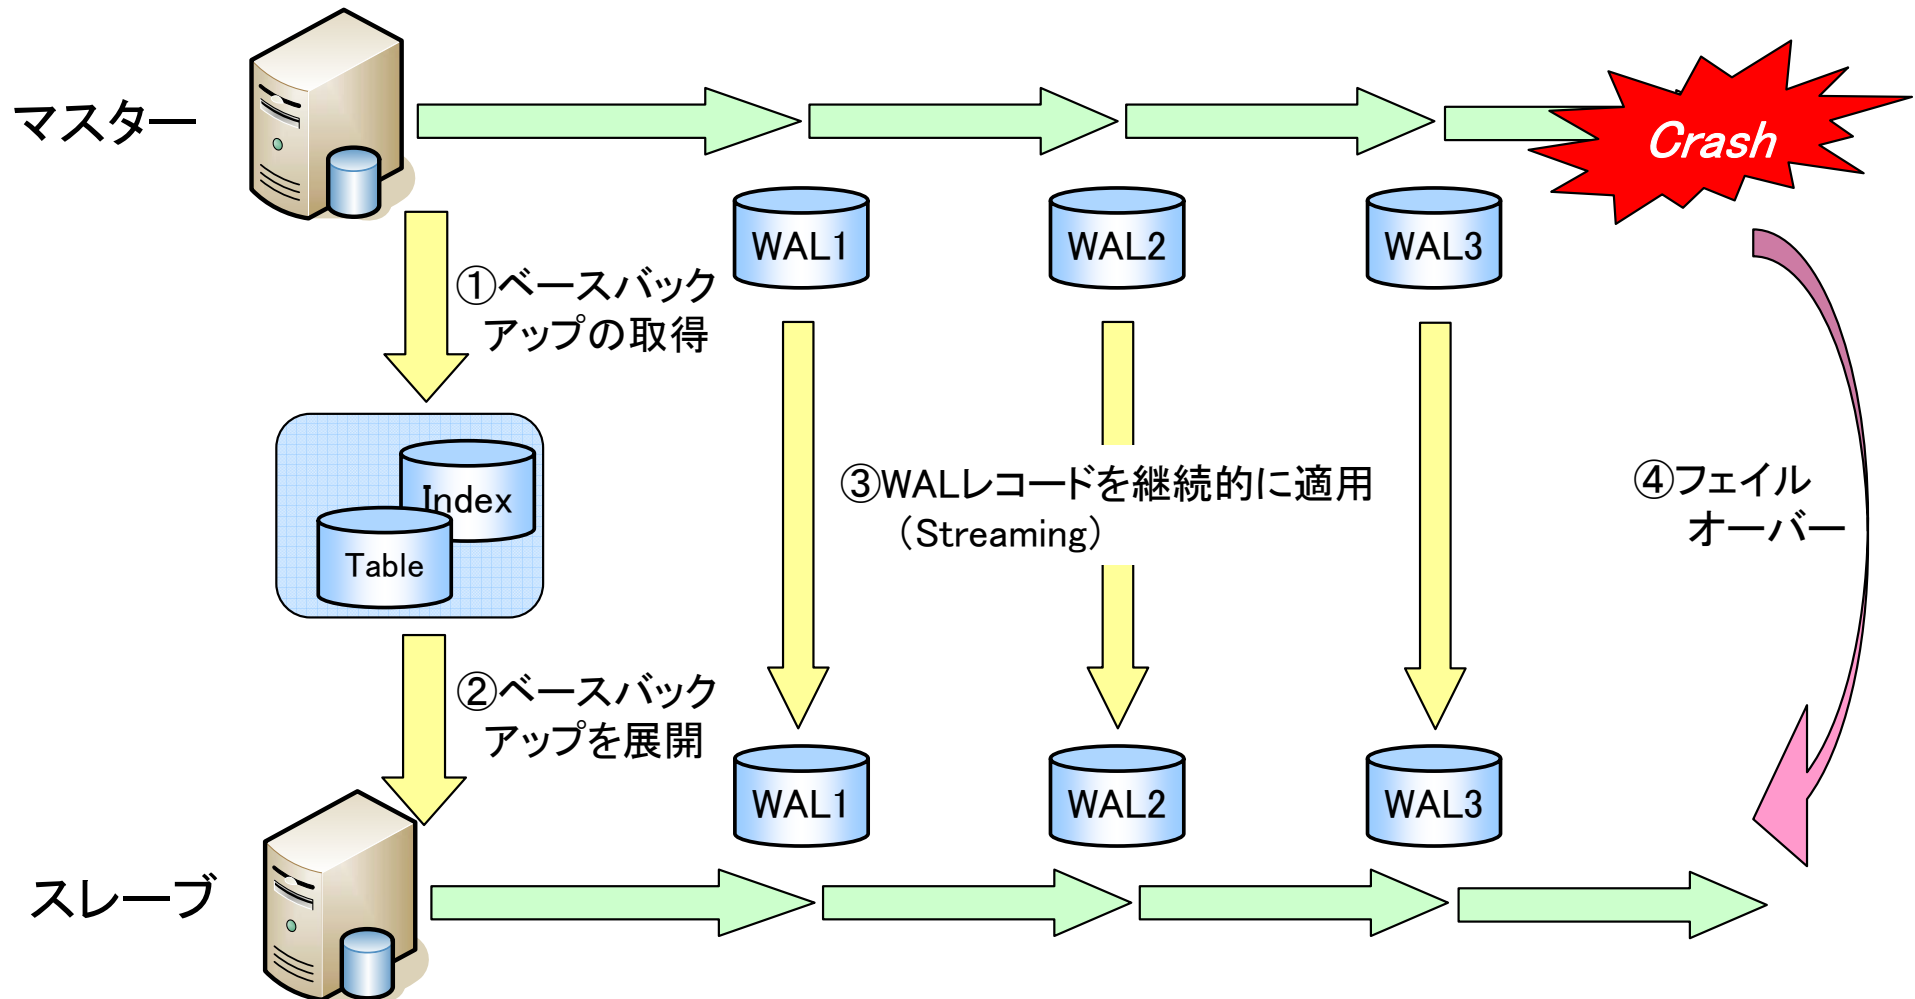 マスター
Crash
WAL1
WAL2
WAL3
①ベースバック
アップの取得
Index
Table
③WALレコードを継続的に適用
(Streaming)
④フェイル
オーバー
②ベースバック
アップを展開
WAL1
WAL2
WAL3
スレーブ